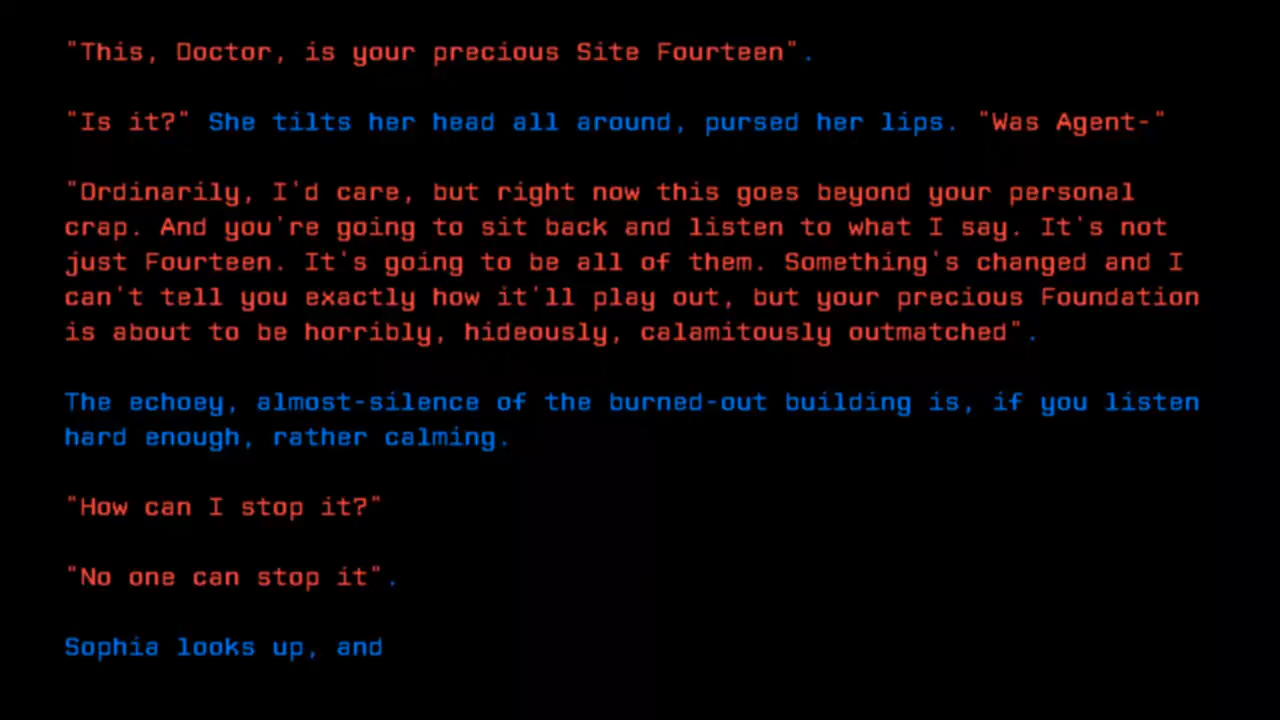 "This, Doctor, is your precious Site Fourteen".
"Is it?" She tilts her head all around, pursed her lips. "Was Agent-"
"Ordinarily, I'd care, but right now this goes beyond your personal
crap. And you're going to sit back and listen to what I say. It's not
just Fourteen. It's going to be all of them. Something's changed and I
can't tell you exactly how it'll play out, but your precious Foundation
is about to be horribly, hideously, calamitously outmatched".
The echoey, almost-silence of the burned-out building is, if you listen
hard enough, rather calming.
"How can I stop it?"
"No one can stop it".
Sophia looks up, and